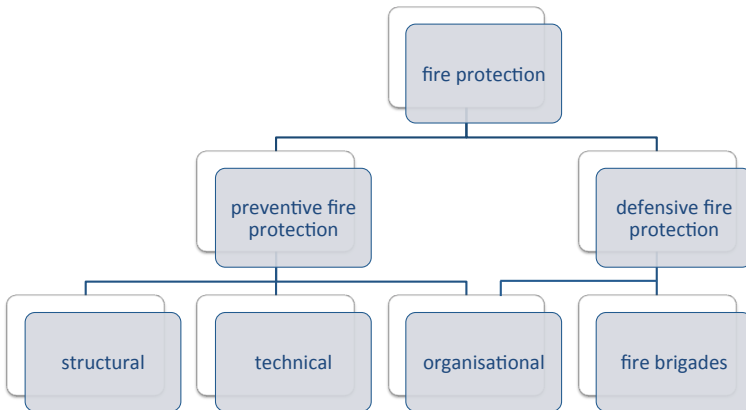 fire protection
preventive fire
protection
defensive fire
protection
structural
technical
organisational
fire brigades